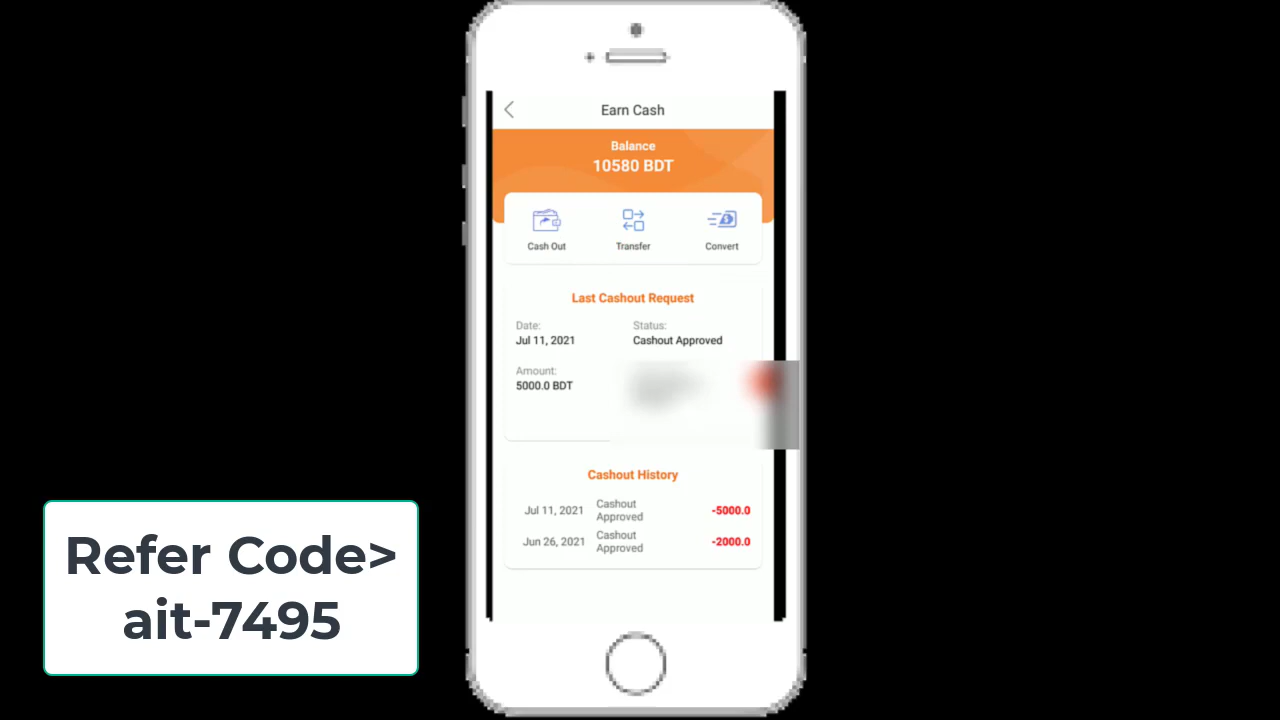 Earn Cash
Balance
10580 BDT
Cash Out
Transfer
Convert
Last Cashout Request
Date:
Status:
Jul 11, 2021
Cashout Approved
Amount:
5000.0 BDT
Cashout History
Jul 11, 2021 Cashout Approved -5000.0
Jun 26, 2021 Cashout Approved -2000.0
Refer Code>
ait-7495